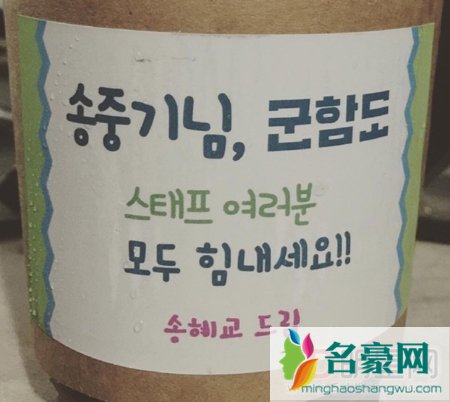 송중기님, 군함도
스태프 여러분
모두 힘내세요!!
송혜교 드림
名豪网
minghaoshangwu.com